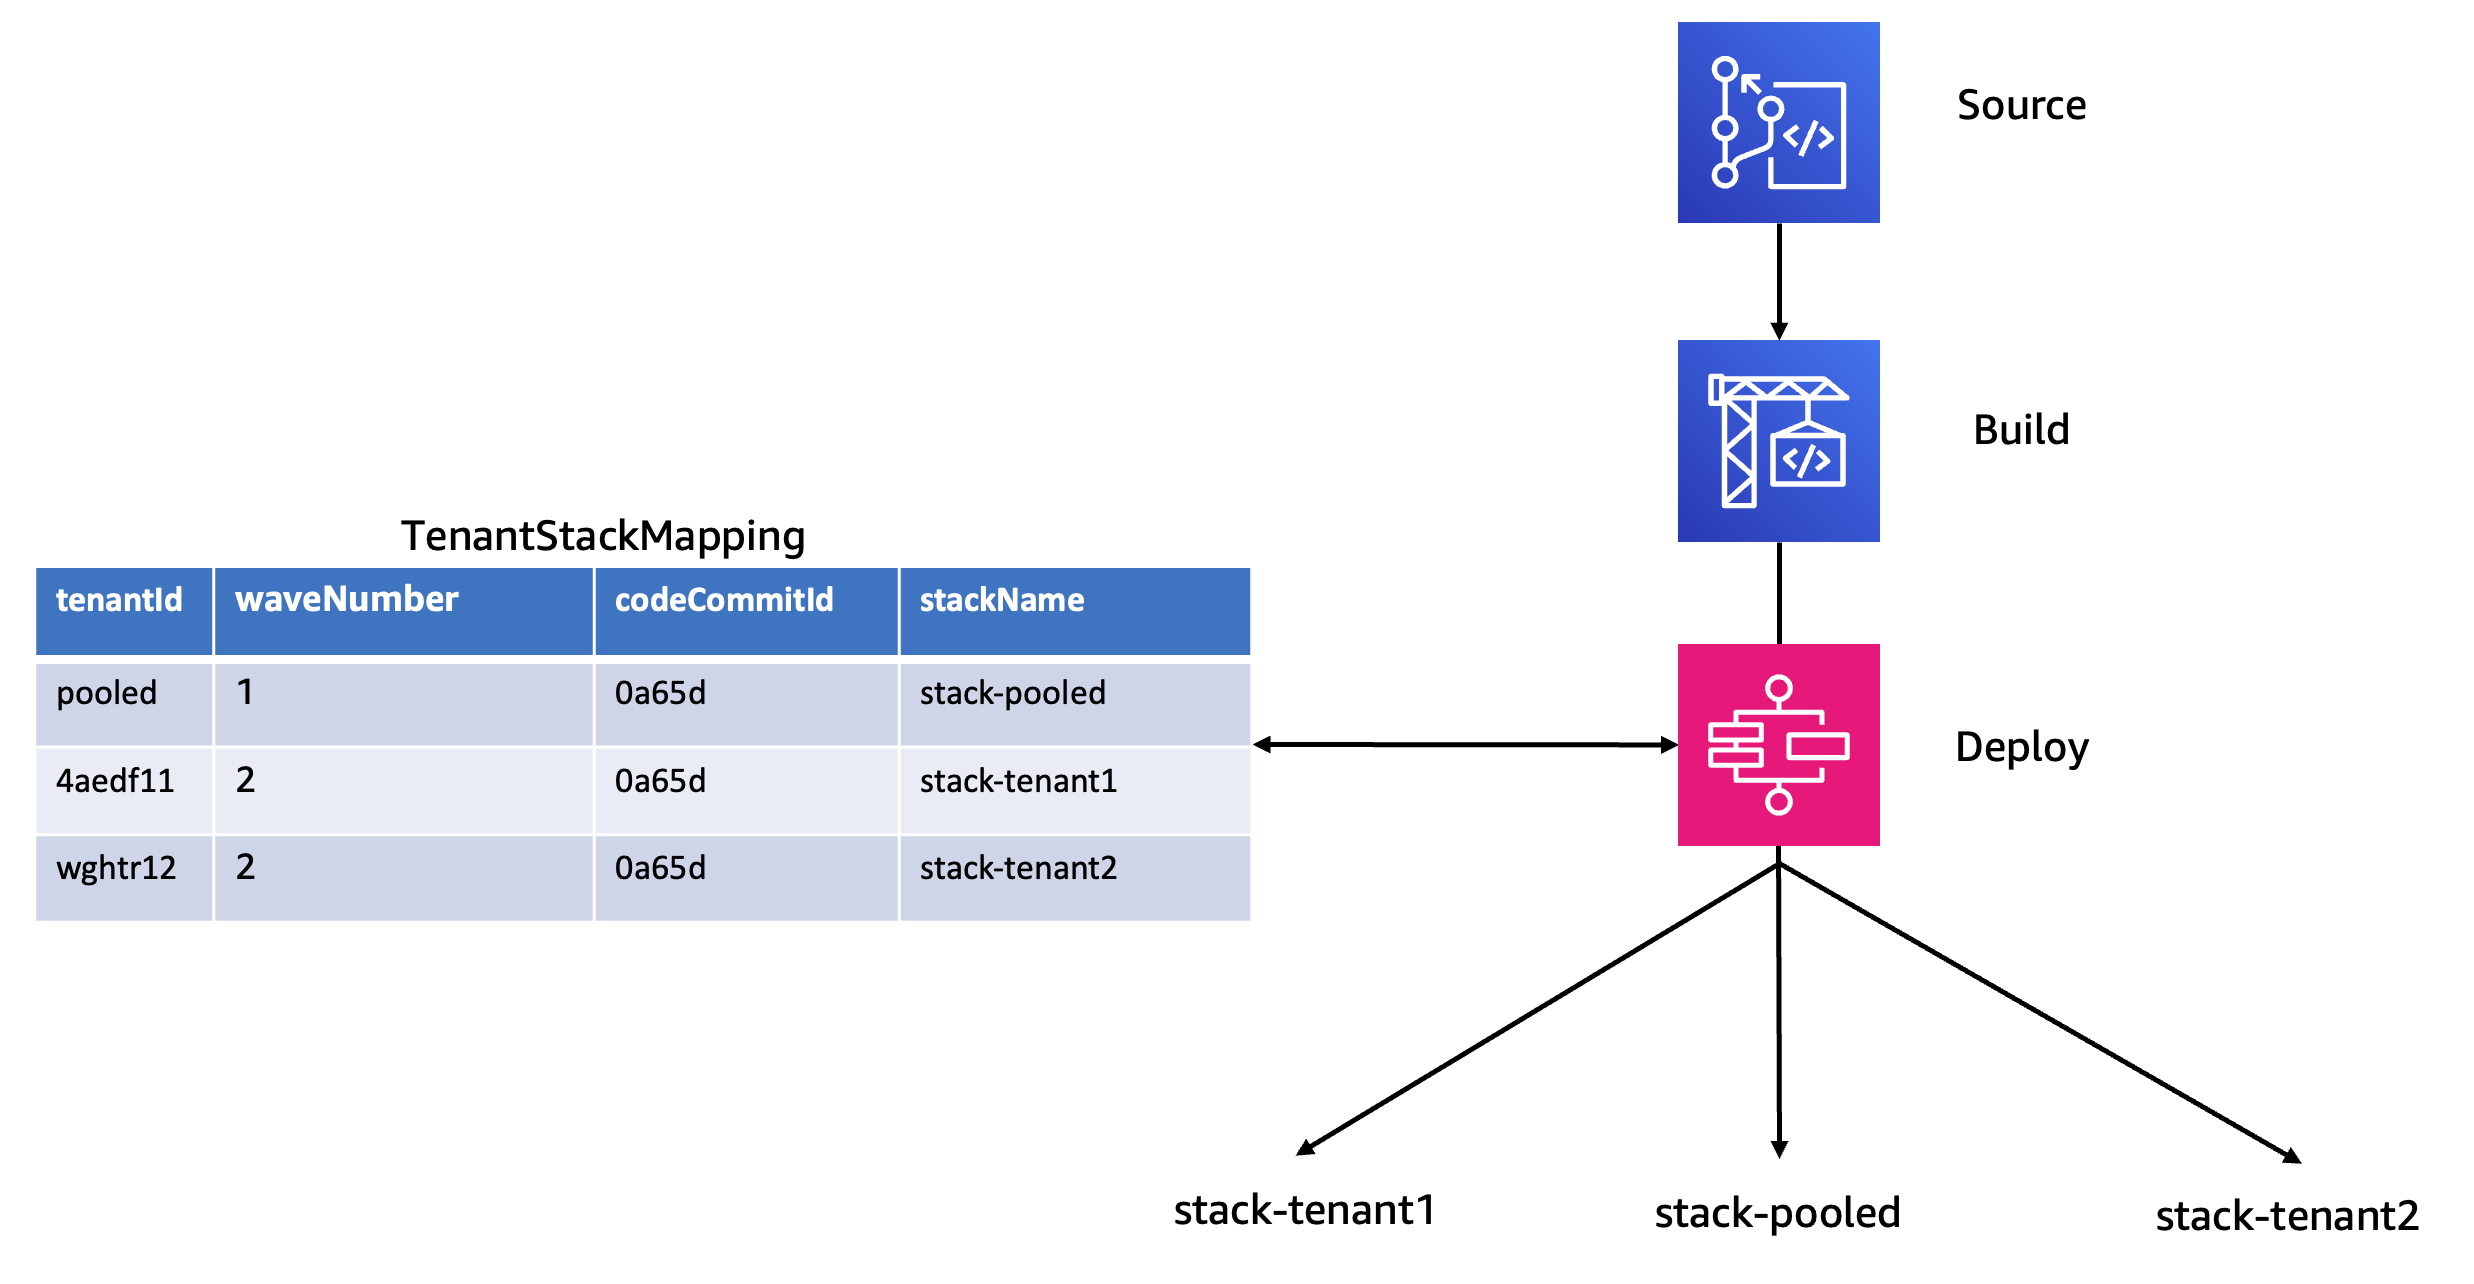 Source
</>
Build
</>
TenantStackMapping
tenantId waveNumber codeCommitId stackName
pooled 1 0a65d stack-pooled
4aedf11 2 0a65d stack-tenant1
wghtr12 2 0a65d stack-tenant2
Deploy
stack-tenant1 stack-pooled stack-tenant2